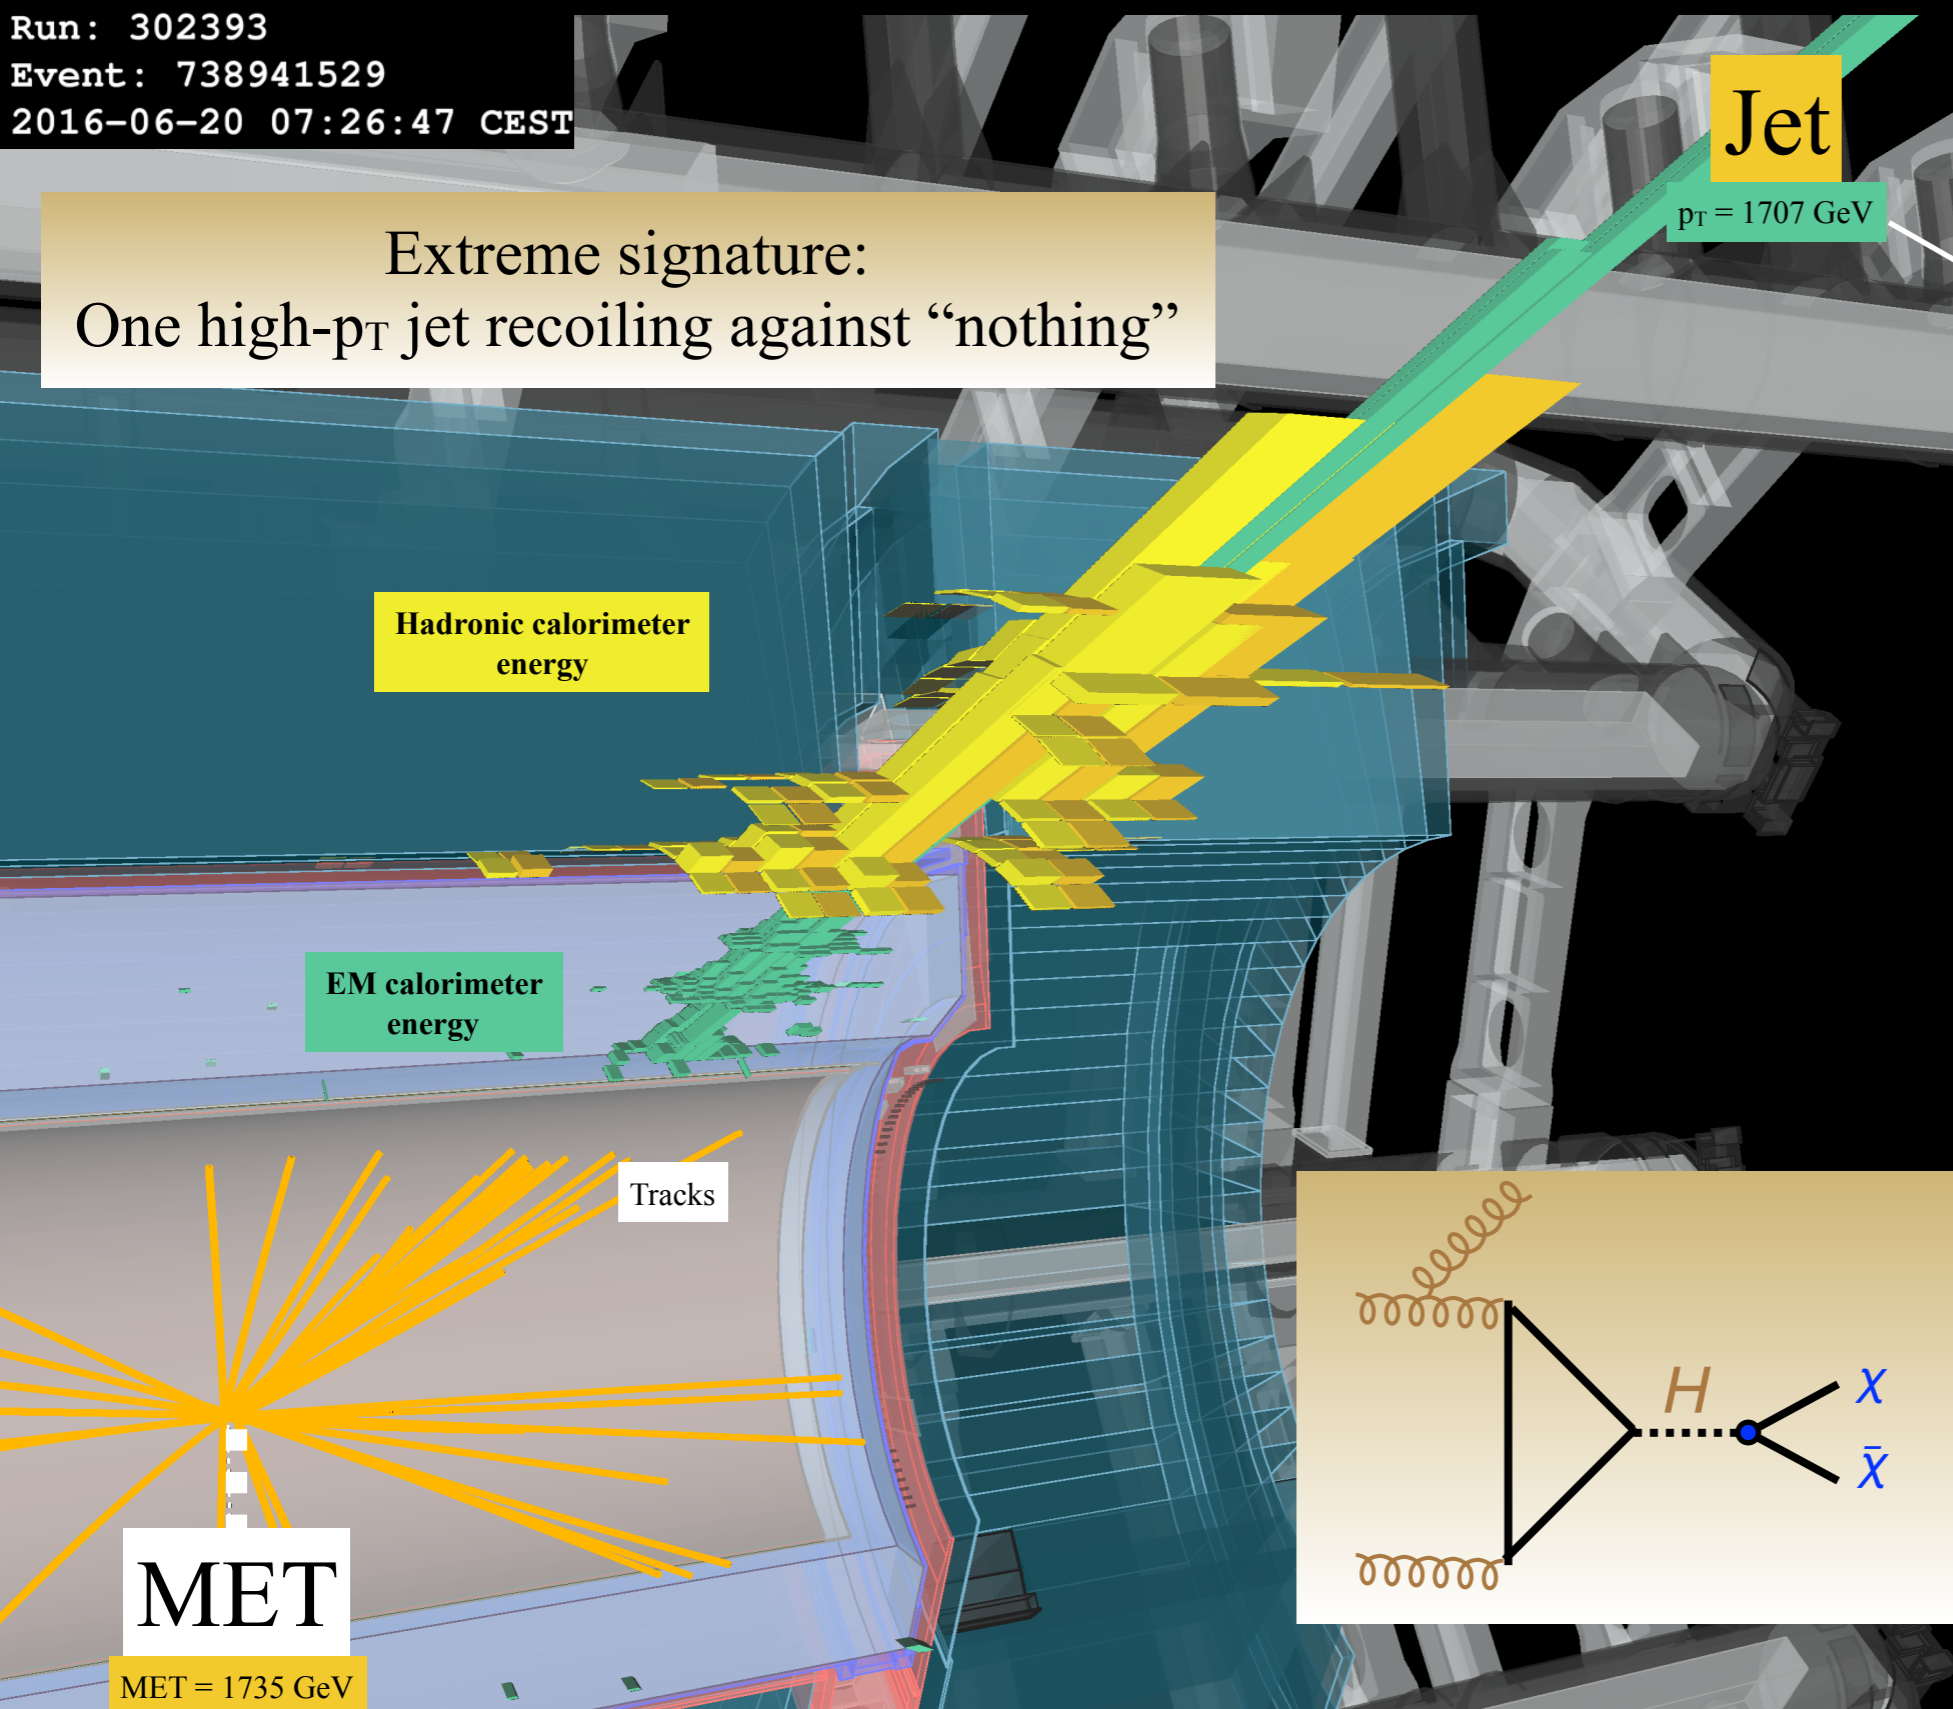 Run: 302393
Event: 738941529
2016-06-20 07:26:47 CEST
Jet
pT = 1707 GeV
Extreme signature:
One high-pT jet recoiling against “nothing”
Hadronic calorimeter
energy
EM calorimeter
energy
Tracks
H
χ
χ̄
MET
MET = 1735 GeV